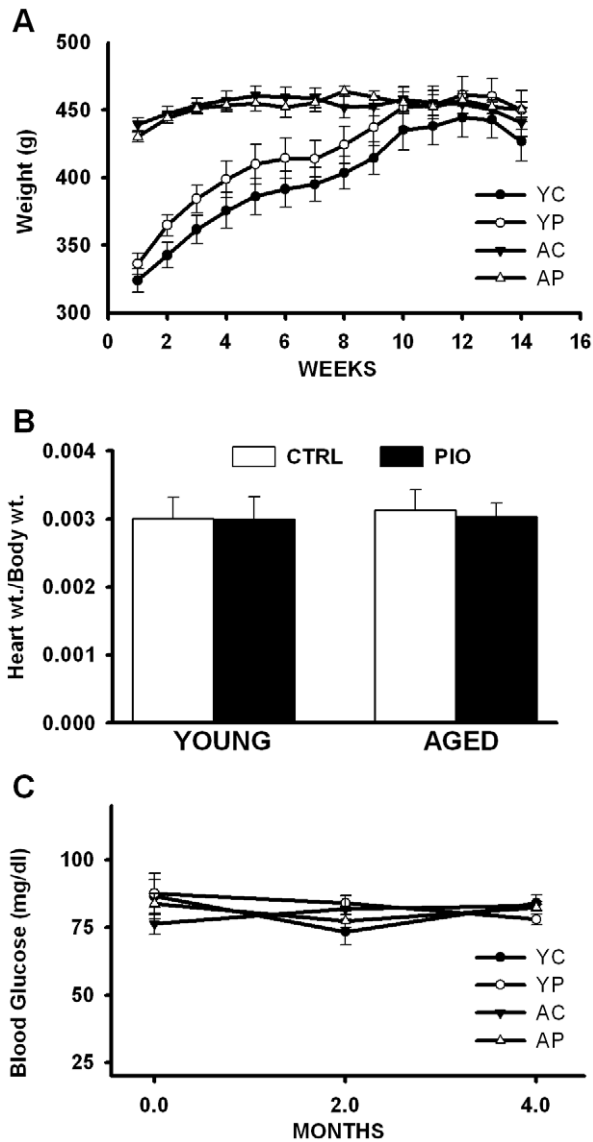 A
500
450
400
350
300
Weight (g)
YC
YP
AC
AP
0 2 4 6 8 10 12 14 16
WEEKS
B
0.004
0.003
0.002
0.001
0.000
Heart wt./Body wt.
CTRL PIO
YOUNG AGED
C
100
75
50
25
Blood Glucose (mg/dl)
YC
YP
AC
AP
0.0 2.0 4.0
MONTHS